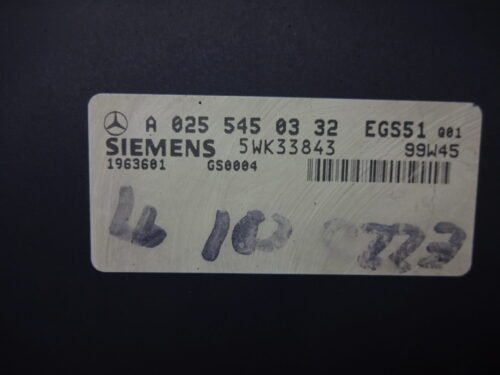 A 025 545 03 32 EGS51 Q01
SIEMENS 5WK33843 99W45
1963601 GS0004